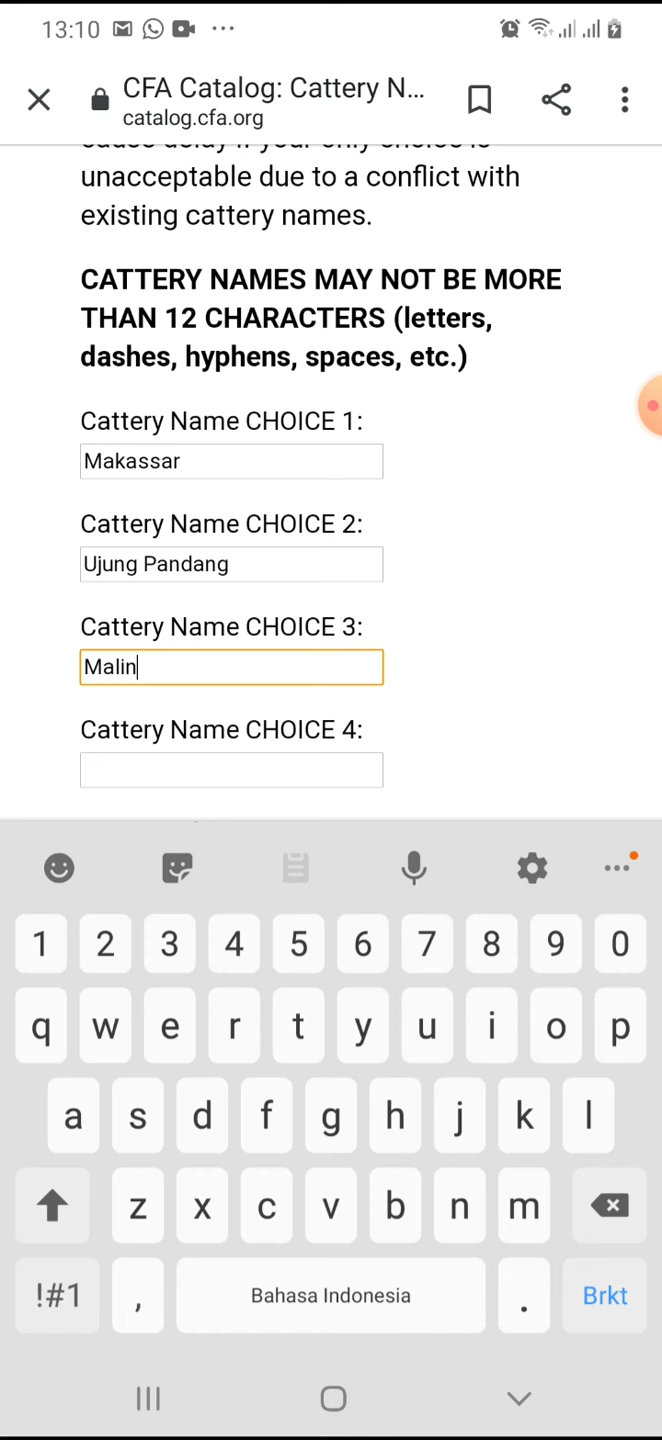 13:10
CFA Catalog: Cattery N...
catalog.cfa.org
unacceptable due to a conflict with
existing cattery names.
CATTERY NAMES MAY NOT BE MORE
THAN 12 CHARACTERS (letters,
dashes, hyphens, spaces, etc.)
Cattery Name CHOICE 1:
Makassar
Cattery Name CHOICE 2:
Ujung Pandang
Cattery Name CHOICE 3:
Malin
Cattery Name CHOICE 4:
1 2 3 4 5 6 7 8 9 0
q w e r t y u i o p
a s d f g h j k l
z x c v b n m
!#1 , Bahasa Indonesia . Brkt